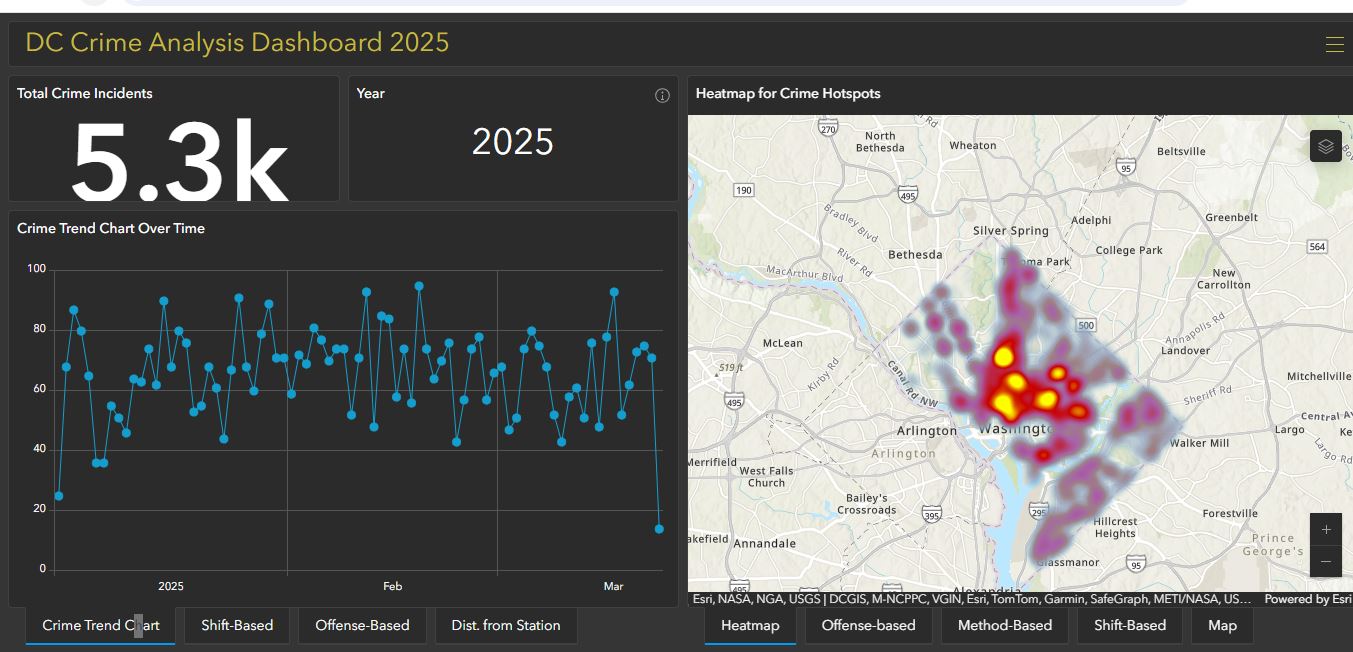 DC Crime Analysis Dashboard 2025
Total Crime Incidents
5.3k
Year
2025
Crime Trend Chart Over Time
100
80
60
40
20
0
2025
Feb
Mar
Crime Trend Chart
Shift-Based
Offense-Based
Dist. from Station
Heatmap for Crime Hotspots
270
North
Bethesda
Wheaton
Beltsville
95
190
495
Adelphi
Greenbelt
Bradley Blvd
Silver Spring
564
River Rd
Bethesda
College Park
MacArthur Blvd
New
Carrollton
500
Annapolis Rd
McLean
Landover
519 ft
Kirby Rd
Canal Rd NW
Mitchellville
495
Sheriff Rd
Arlington
Largo
Walker Mill
Arlington
Largo Rd
Merrifield
West Falls
Church
Bailey's
Crossroads
395
295
Forestville
Hillcrest
Heights
Prince
George's
Annandale
Glassmanor
95
495
Alexandria
Esri, NASA, NGA, USGS | DCGIS, M-NCPPC, VGIN, Esri, TomTom, Garmin, SafeGraph, METI/NASA, US...
Powered by Esri
Heatmap
Offense-based
Method-Based
Shift-Based
Map